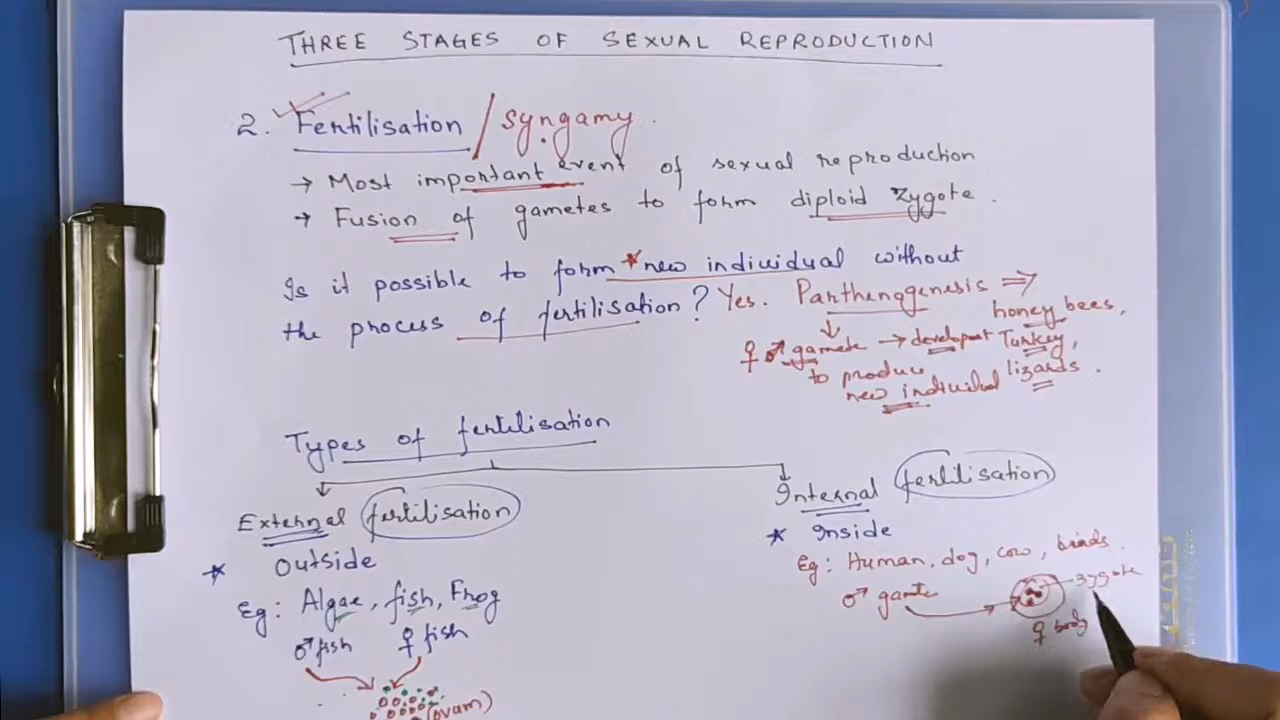 THREE STAGES OF SEXUAL REPRODUCTION
2. Fertilisation / Syngamy.
→ Most important event of sexual reproduction
→ Fusion of gametes to form diploid zygote.
Is it possible to form *new individual without
the process of fertilisation? Yes. Parthenogenesis ⇒
honey bees,
Turkey,
lizards.
♀ ♂ gamete → development
to produce
new individual
Types of fertilisation
External fertilisation
* Outside
Eg: Algae, fish, Frog
♂ fish ♀ fish
(ovam)
Internal fertilisation
* Inside
Eg: Human, dog, cow, birds.
♂ gamete
zygote
♀ body